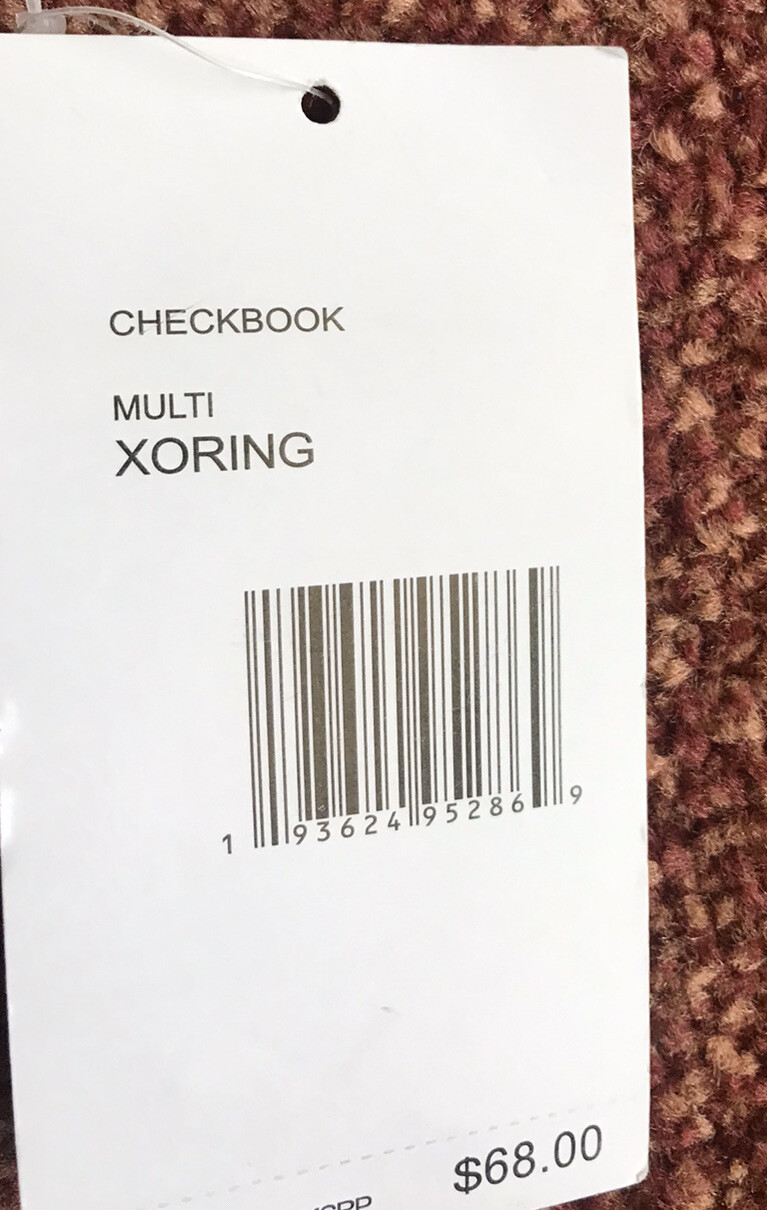 CHECKBOOK
MULTI
XORING
1 93624 95286 9
$68.00